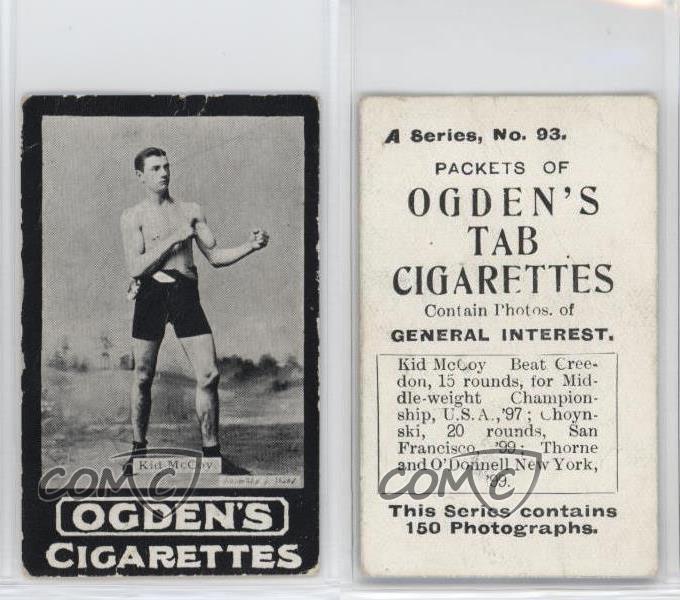 Kid McCoy
OGDEN'S
CIGARETTES
COMC
A Series, No. 93.
PACKETS OF
OGDEN'S
TAB
CIGARETTES
Contain Photos. of
GENERAL INTEREST.
Kid McCoy Beat Cree-
don, 15 rounds, for Mid-
dle-weight Champion-
ship, U.S.A.,'97; Choyn-
ski, 20 rounds, San
Francisco, '99; Thorne
and O'Donnell New York,
'99.
COMC
This Series contains
150 Photographs.